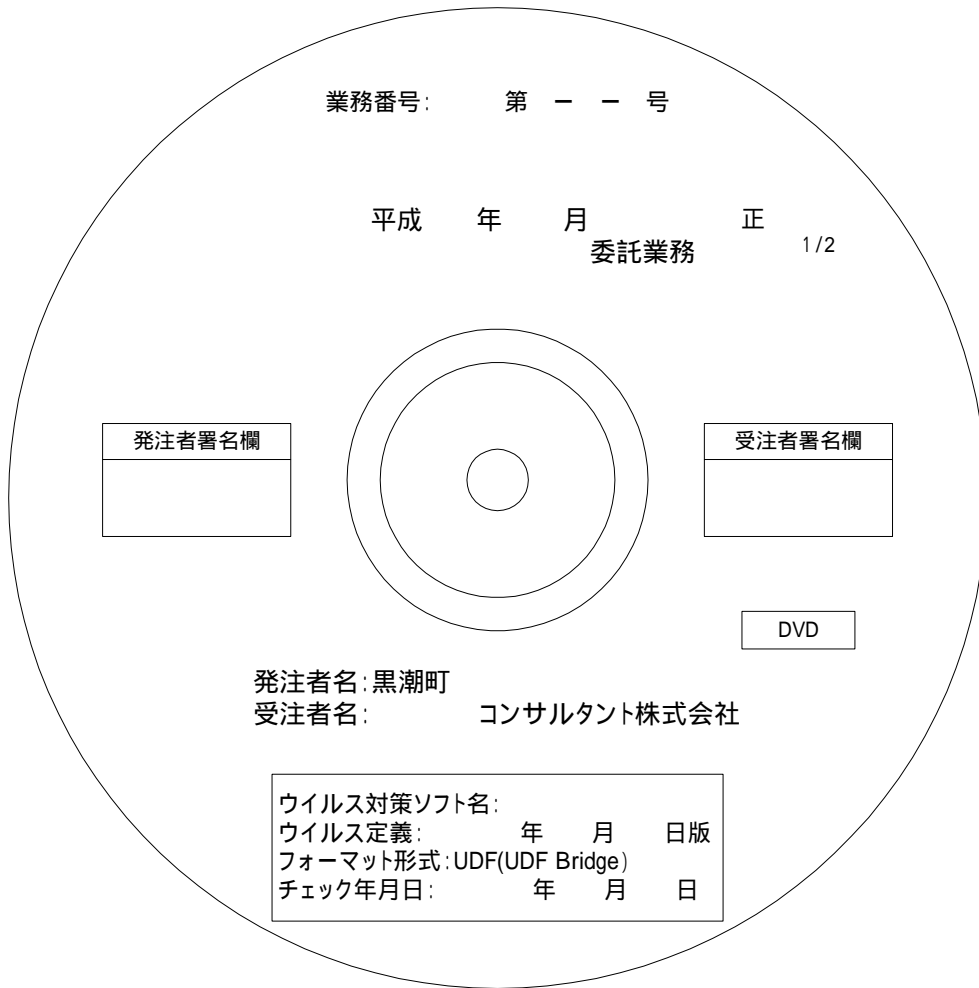 業務番号:　　第　－　－　号
平成　　年　　月　　　　　　正
委託業務　　　1/2
発注者署名欄　　受注者署名欄
DVD
発注者名:黒潮町
受注者名:　　　　コンサルタント株式会社
ウイルス対策ソフト名:
ウイルス定義:　　　　年　　月　　日版
フォーマット形式:UDF(UDF Bridge)
チェック年月日:　　　　年　　月　　日